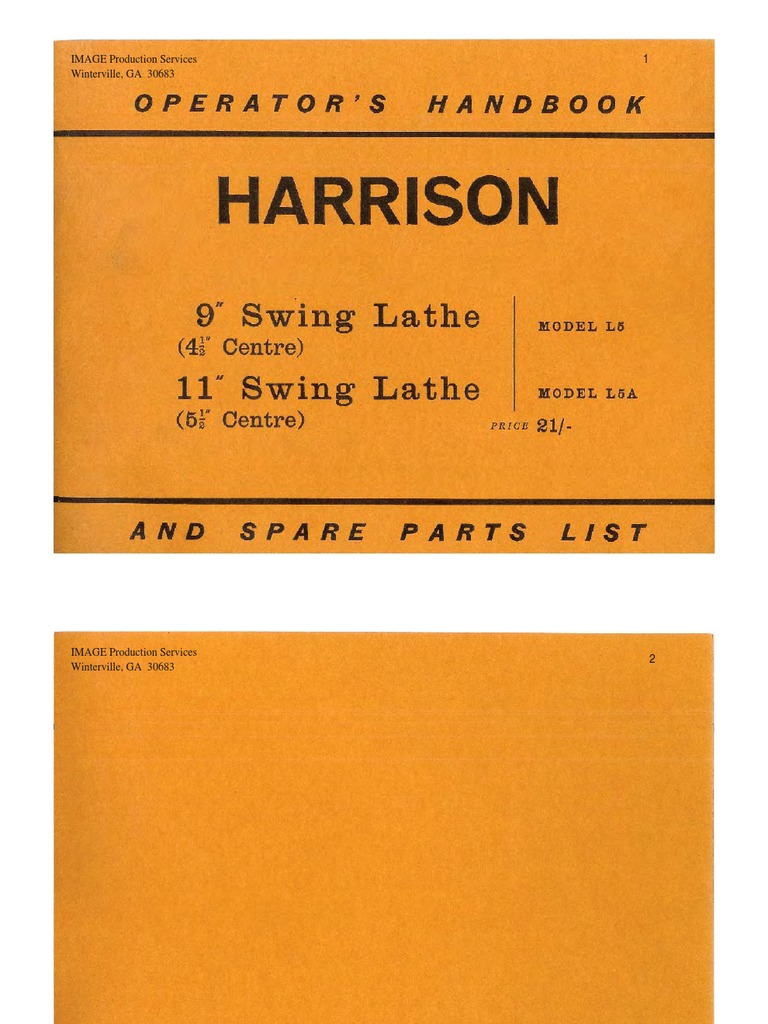 IMAGE Production Services 1
Winterville, GA 30683
OPERATOR'S HANDBOOK
HARRISON
9" Swing Lathe MODEL L5
(4½" Centre)
11" Swing Lathe MODEL L5A
(5½" Centre) PRICE 21/-
AND SPARE PARTS LIST
IMAGE Production Services 2
Winterville, GA 30683